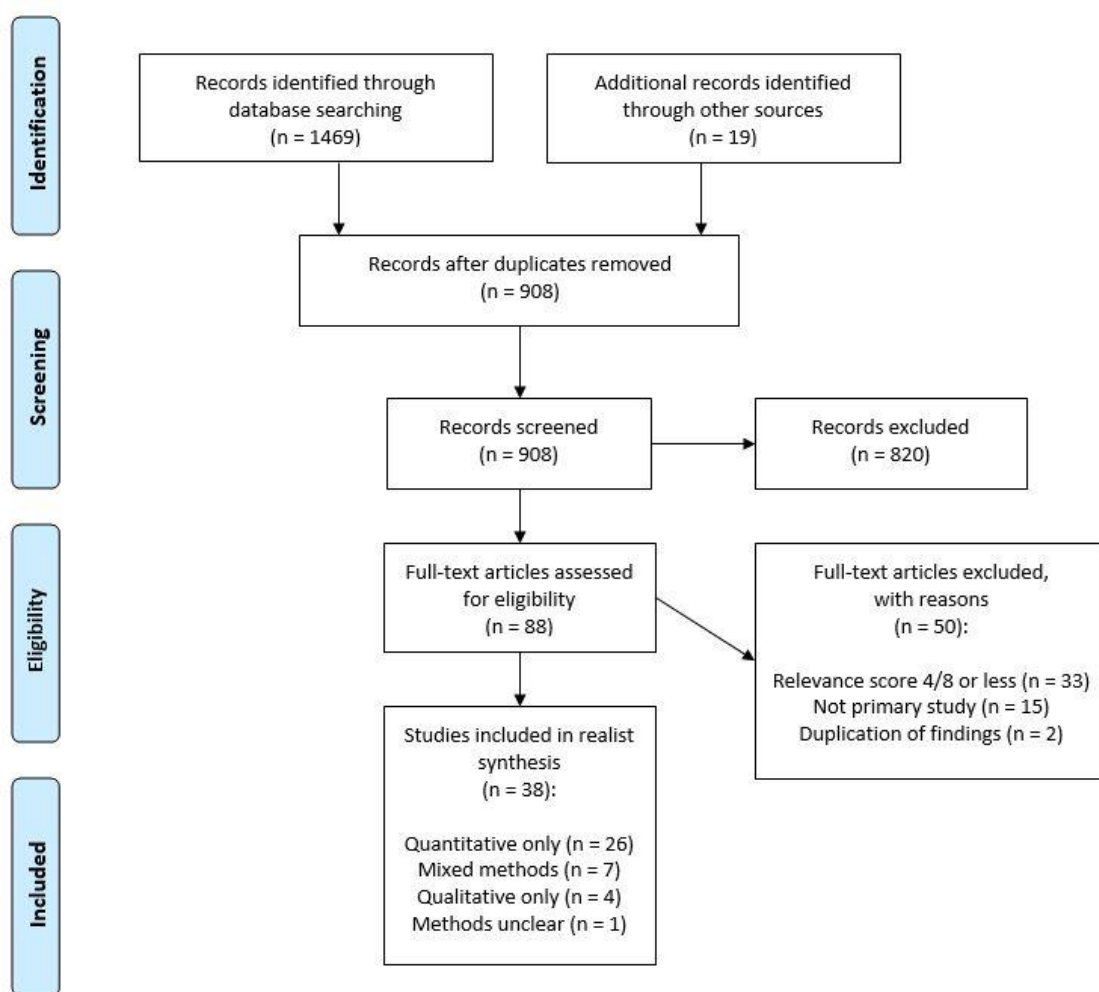 Identification
Records identified through
database searching
(n = 1469)
Additional records identified
through other sources
(n = 19)
Records after duplicates removed
(n = 908)
Screening
Records screened
(n = 908)
Records excluded
(n = 820)
Eligibility
Full-text articles assessed
for eligibility
(n = 88)
Full-text articles excluded,
with reasons
(n = 50):
Relevance score 4/8 or less (n = 33)
Not primary study (n = 15)
Duplication of findings (n = 2)
Included
Studies included in realist
synthesis
(n = 38):
Quantitative only (n = 26)
Mixed methods (n = 7)
Qualitative only (n = 4)
Methods unclear (n = 1)